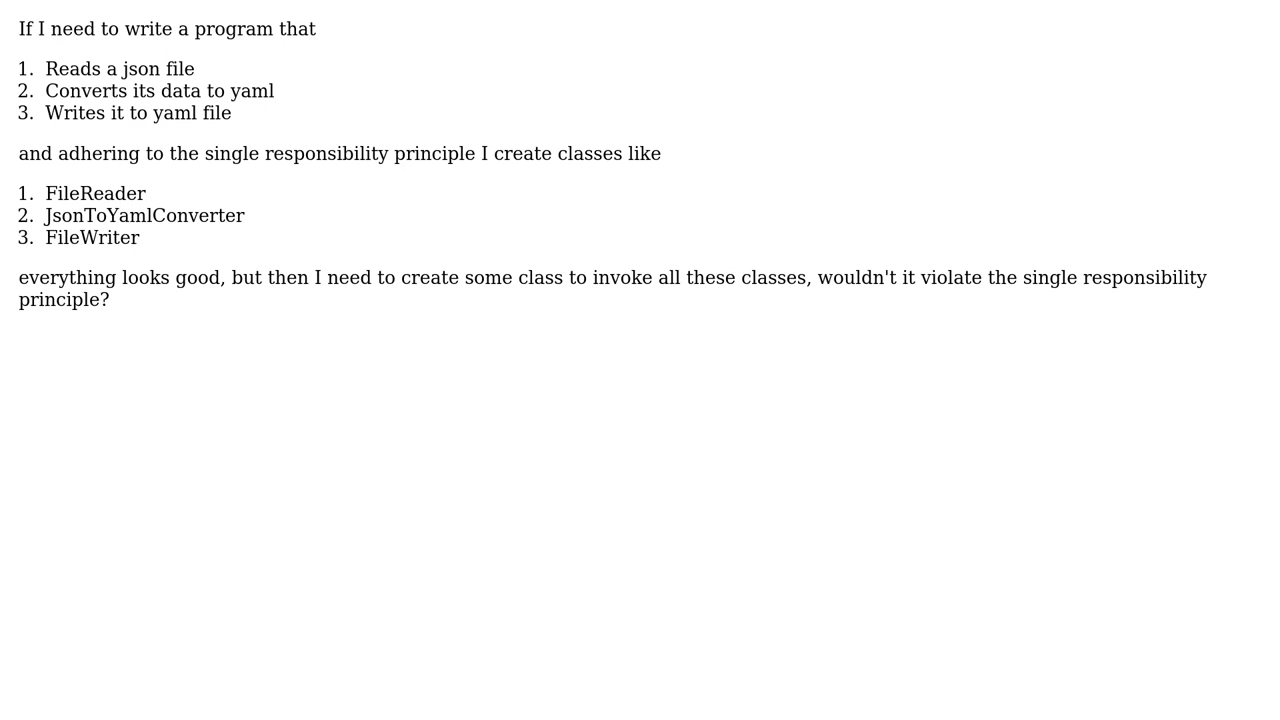 If I need to write a program that
1. Reads a json file
2. Converts its data to yaml
3. Writes it to yaml file
and adhering to the single responsibility principle I create classes like
1. FileReader
2. JsonToYamlConverter
3. FileWriter
everything looks good, but then I need to create some class to invoke all these classes, wouldn't it violate the single responsibility
principle?